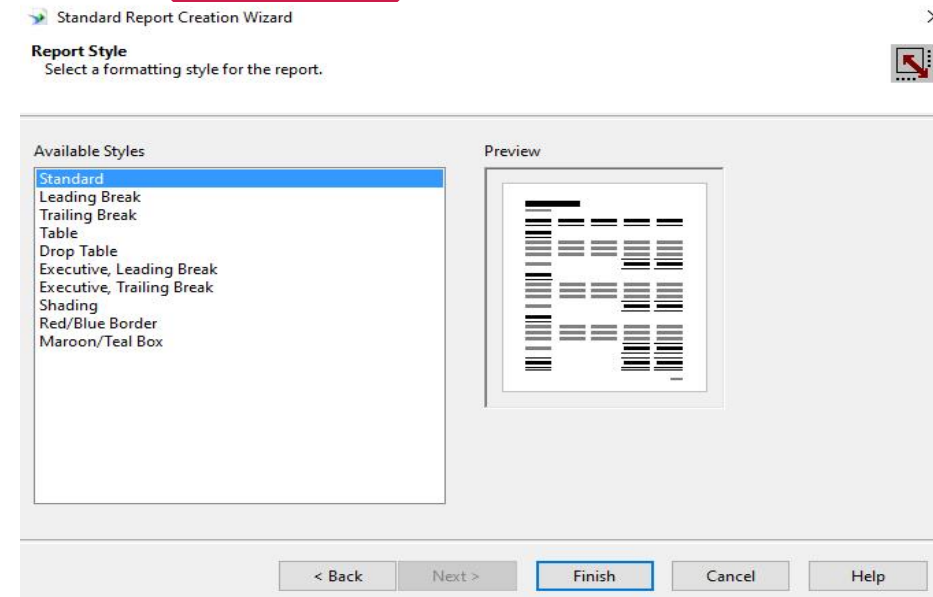 Standard Report Creation Wizard
Report Style
Select a formatting style for the report.
Available Styles
Preview
Standard
Leading Break
Trailing Break
Table
Drop Table
Executive, Leading Break
Executive, Trailing Break
Shading
Red/Blue Border
Maroon/Teal Box
< Back
Next >
Finish
Cancel
Help